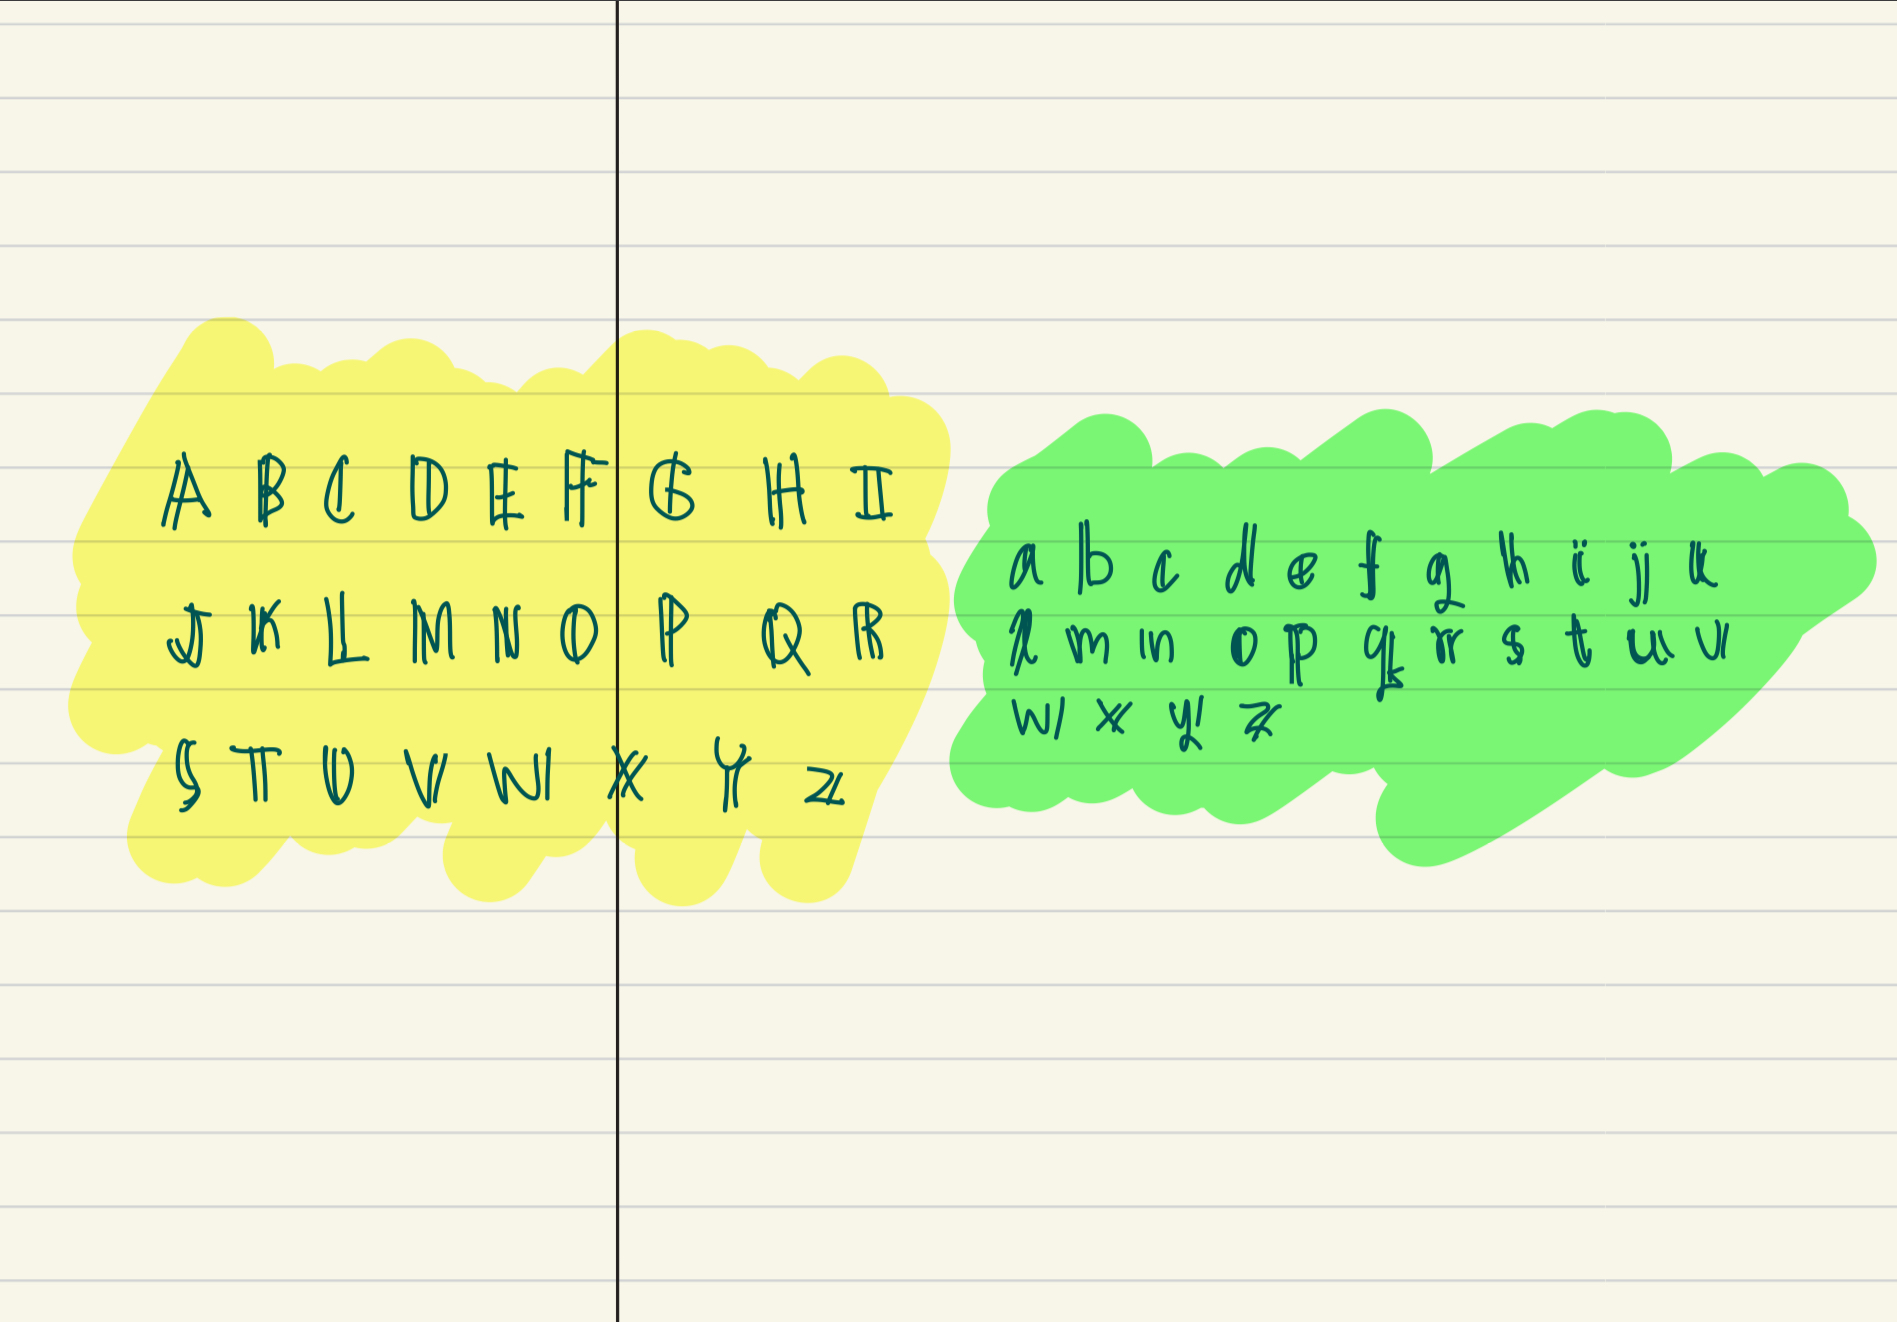 A B C D E F G H I
J K L M N O P Q R
S T U V W X Y Z
a b c d e f g h i j k
l m n o p q r s t u v
w x y z